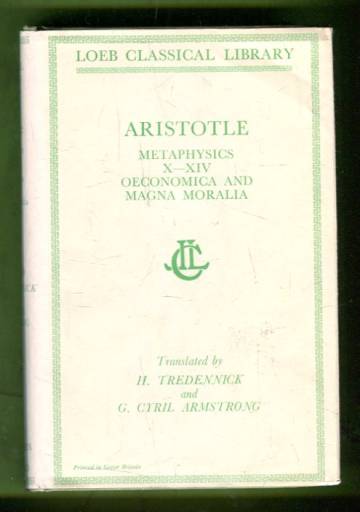 LOEB CLASSICAL LIBRARY
ARISTOTLE
METAPHYSICS
X—XIV
OECONOMICA AND
MAGNA MORALIA
LCL
Translated by
H. TREDENNICK
and
G. CYRIL ARMSTRONG
Printed in Great Britain